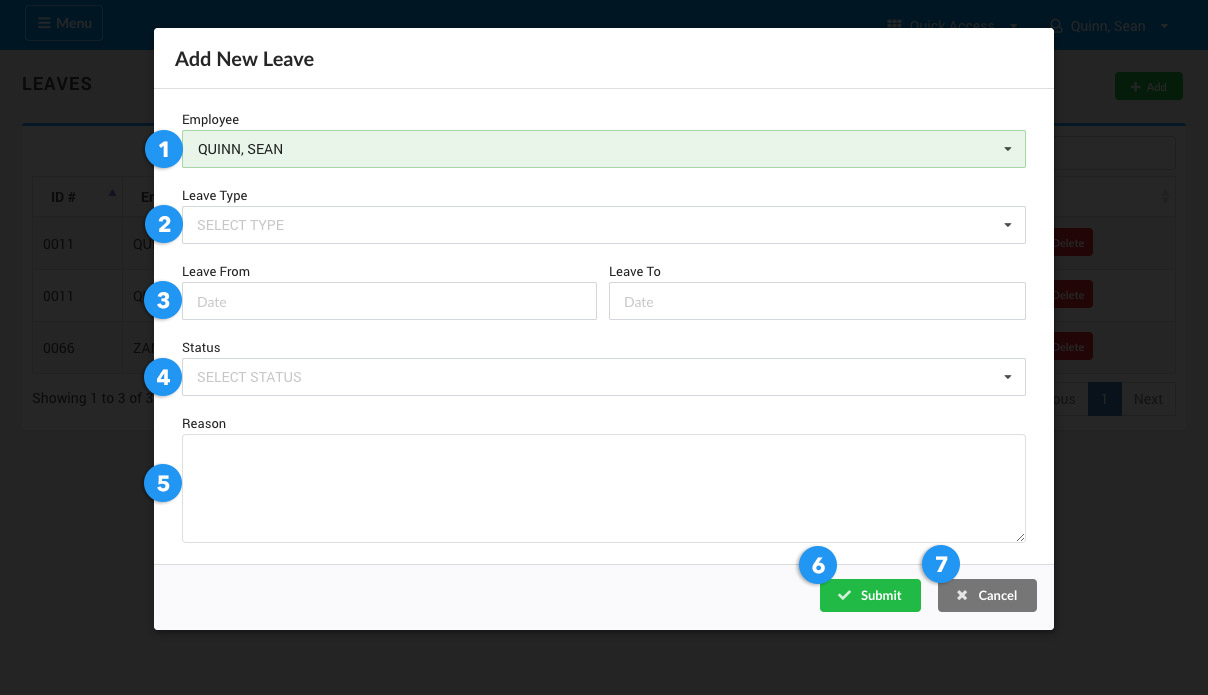 Menu
Quick Access
Quinn, Sean
Add New Leave
LEAVES
Add
Employee
1
QUINN, SEAN
ID #
Leave Type
2
SELECT TYPE
0011
Delete
Leave From
Leave To
3
Date
Date
0011
Delete
Status
0066
Delete
4
SELECT STATUS
Showing 1 to 3 of 3
1
Next
Reason
5
6
7
Submit
Cancel